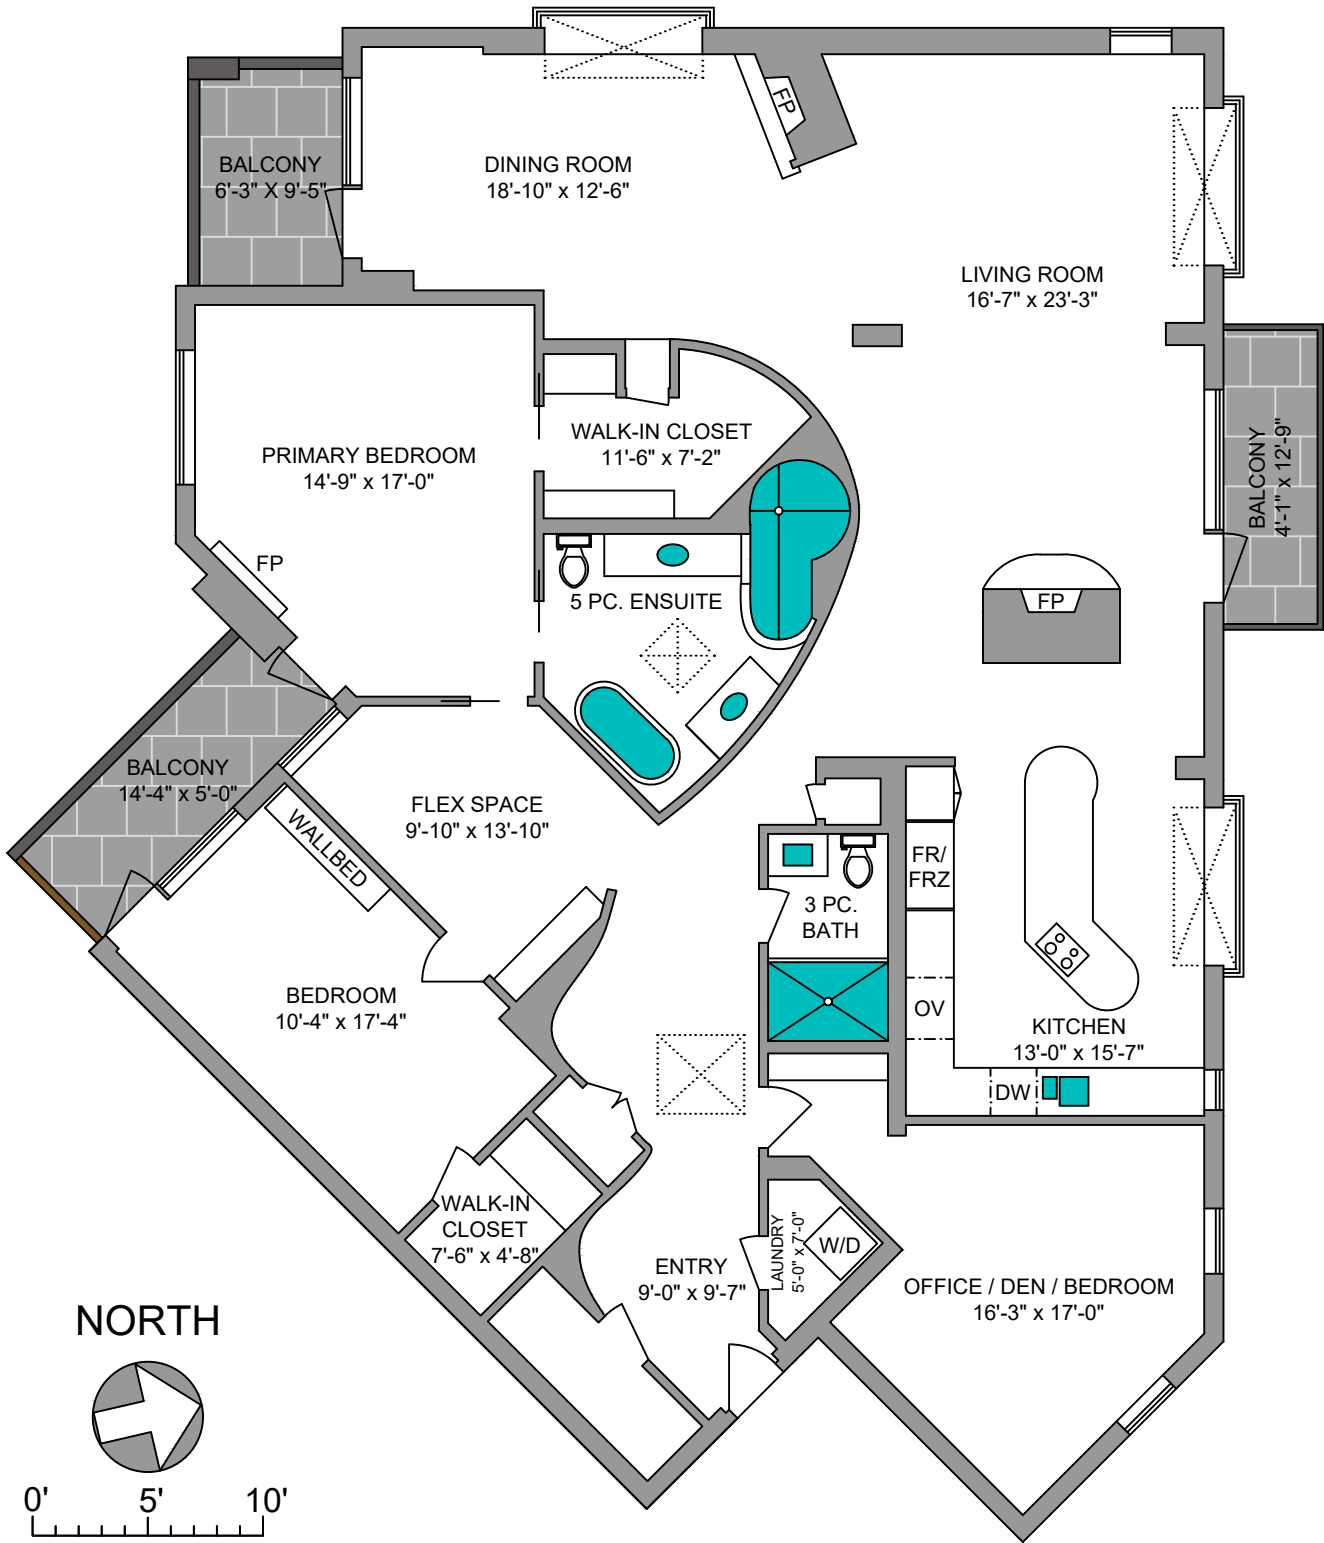 FP
BALCONY
6'-3" X 9'-5"
DINING ROOM
18'-10" x 12'-6"
LIVING ROOM
16'-7" x 23'-3"
WALK-IN CLOSET
11'-6" x 7'-2"
PRIMARY BEDROOM
14'-9" x 17'-0"
BALCONY
4'-1" x 12'-9"
FP
5 PC. ENSUITE
FP
BALCONY
14'-4" x 5'-0"
FLEX SPACE
9'-10" x 13'-10"
WALLBED
FR/
FRZ
3 PC.
BATH
BEDROOM
10'-4" x 17'-4"
OV
KITCHEN
13'-0" x 15'-7"
DW
WALK-IN
CLOSET
7'-6" x 4'-8"
LAUNDRY
5'-0" x 7'-0"
W/D
ENTRY
9'-0" x 9'-7"
OFFICE / DEN / BEDROOM
16'-3" x 17'-0"
NORTH
0' 5' 10'